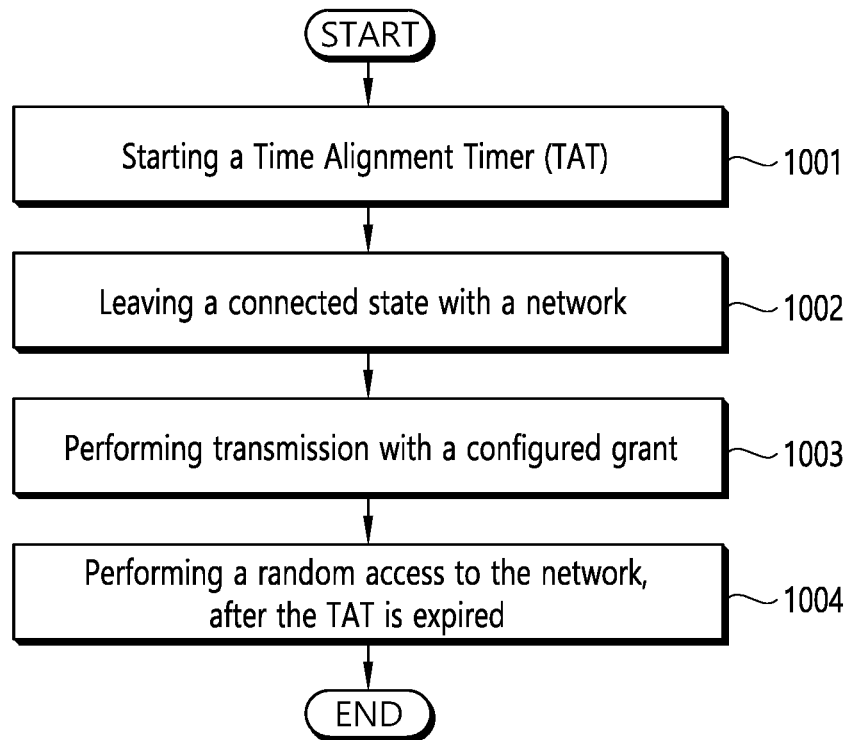 START
Starting a Time Alignment Timer (TAT)
1001
Leaving a connected state with a network
1002
Performing transmission with a configured grant
1003
Performing a random access to the network,
after the TAT is expired
1004
END